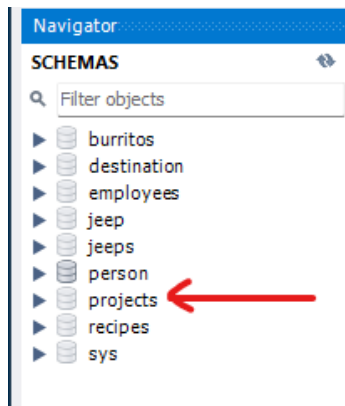 Navigator
SCHEMAS
Filter objects
burritos
destination
employees
jeep
jeeps
person
projects
recipes
sys